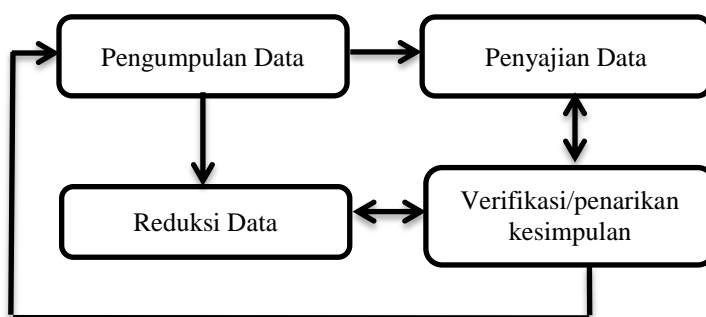 Pengumpulan Data
Penyajian Data
Reduksi Data
Verifikasi/penarikan
kesimpulan